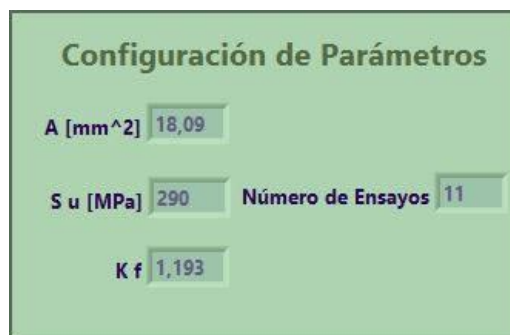 Configuración de Parámetros
A [mm^2] 18,09
S u [MPa] 290 Número de Ensayos 11
K f 1,193